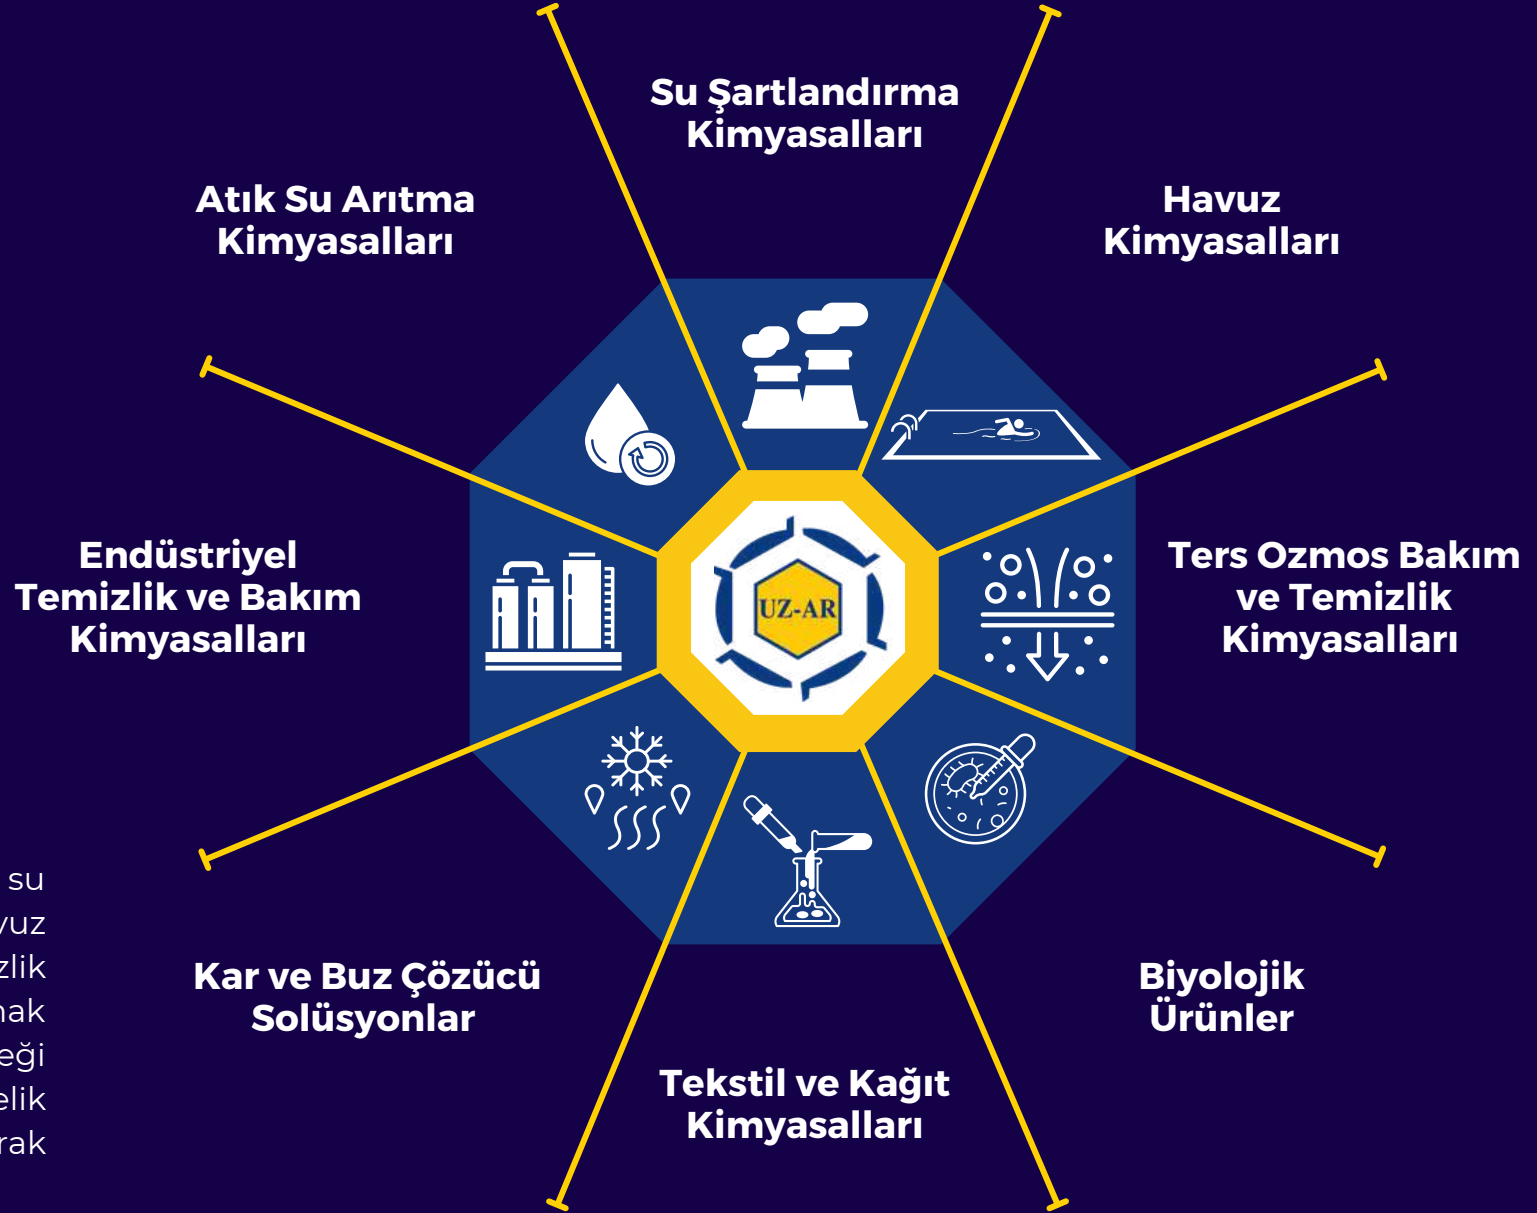 Su Şartlandırma
Kimyasalları
Atık Su Arıtma
Kimyasalları
Havuz
Kimyasalları
Endüstriyel
Temizlik ve Bakım
Kimyasalları
UZ-AR
Ters Ozmos Bakım
ve Temizlik
Kimyasalları
Kar ve Buz Çözücü
Solüsyonlar
Biyolojik
Ürünler
Tekstil ve Kağıt
Kimyasalları
su